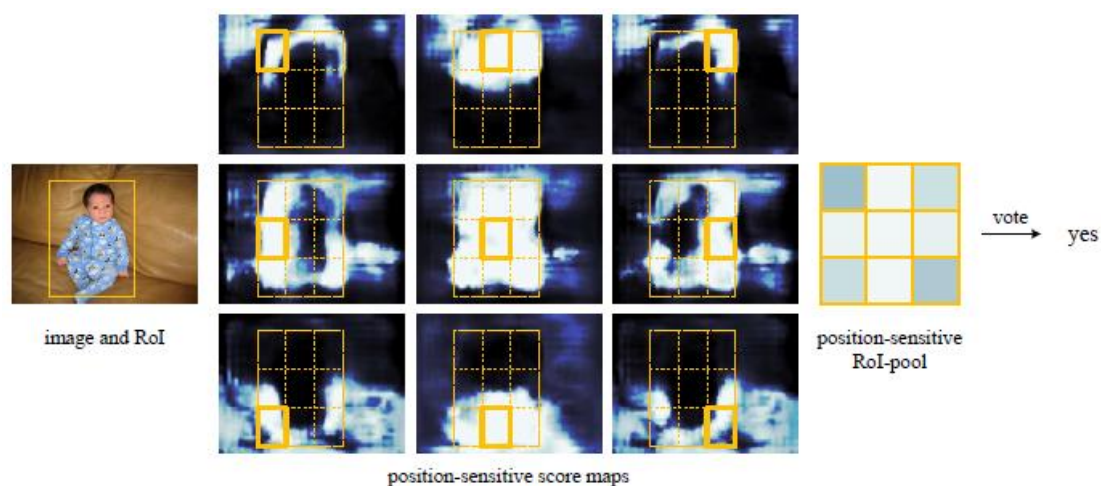 image and RoI
position-sensitive score maps
position-sensitive
RoI-pool
vote
yes